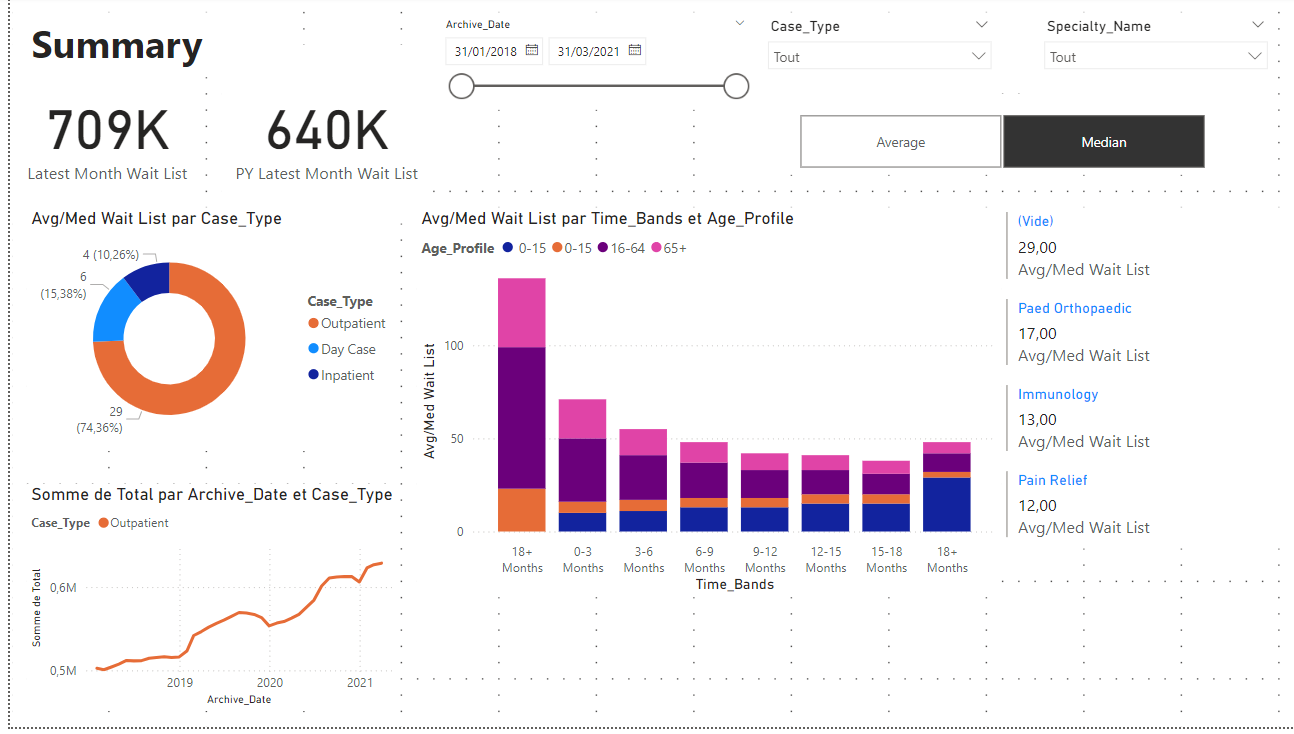 Summary
Archive_Date
31/01/2018
31/03/2021
Case_Type
Tout
Specialty_Name
Tout
709K
Latest Month Wait List
640K
PY Latest Month Wait List
Average
Median
Avg/Med Wait List par Case_Type
4 (10,26%)
6
(15,38%)
29
(74,36%)
Case_Type
Outpatient
Day Case
Inpatient
Avg/Med Wait List par Time_Bands et Age_Profile
Age_Profile 0-15 0-15 16-64 65+
Avg/Med Wait List
100
50
0
18+
Months
0-3
Months
3-6
Months
6-9
Months
9-12
Months
12-15
Months
15-18
Months
18+
Months
Time_Bands
(Vide)
29,00
Avg/Med Wait List
Paed Orthopaedic
17,00
Avg/Med Wait List
Immunology
13,00
Avg/Med Wait List
Pain Relief
12,00
Avg/Med Wait List
Somme de Total par Archive_Date et Case_Type
Case_Type Outpatient
Somme de Total
0,6M
0,5M
2019 2020 2021
Archive_Date